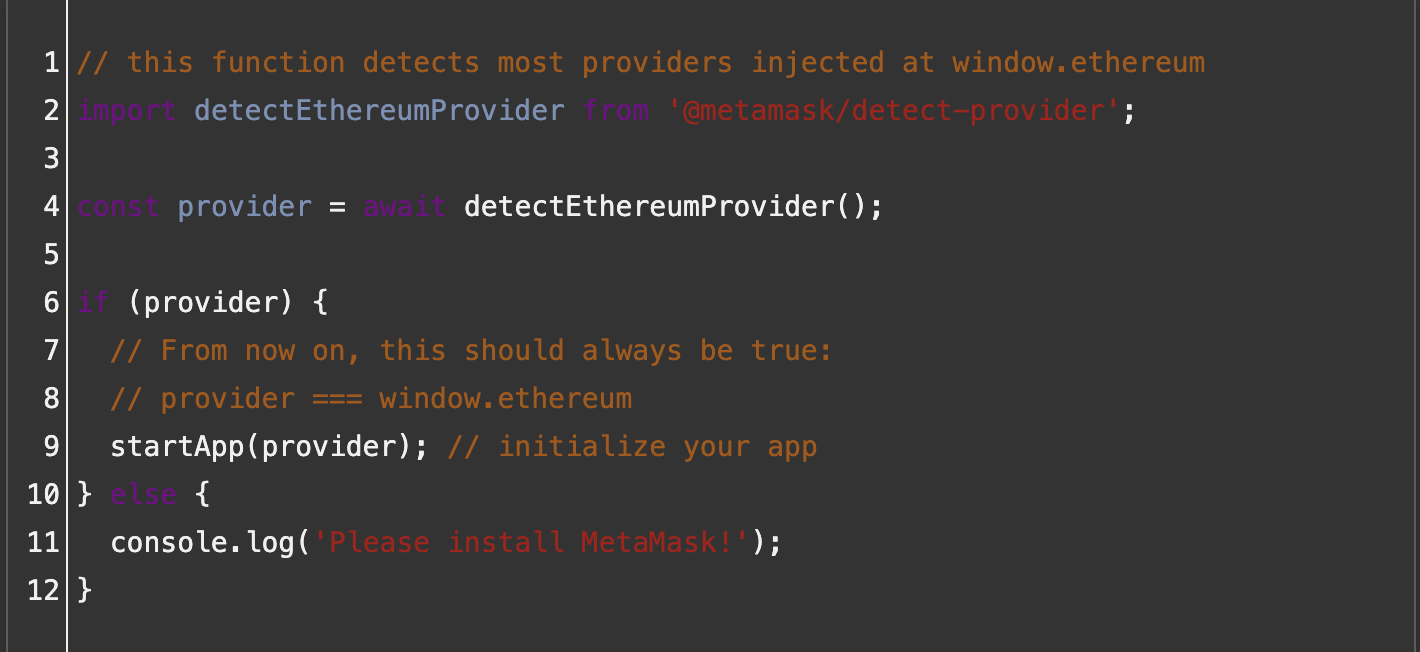 1 // this function detects most providers injected at window.ethereum
2 import detectEthereumProvider from '@metamask/detect-provider';
3
4 const provider = await detectEthereumProvider();
5
6 if (provider) {
7   // From now on, this should always be true:
8   // provider === window.ethereum
9   startApp(provider); // initialize your app
10 } else {
11   console.log('Please install MetaMask!');
12 }